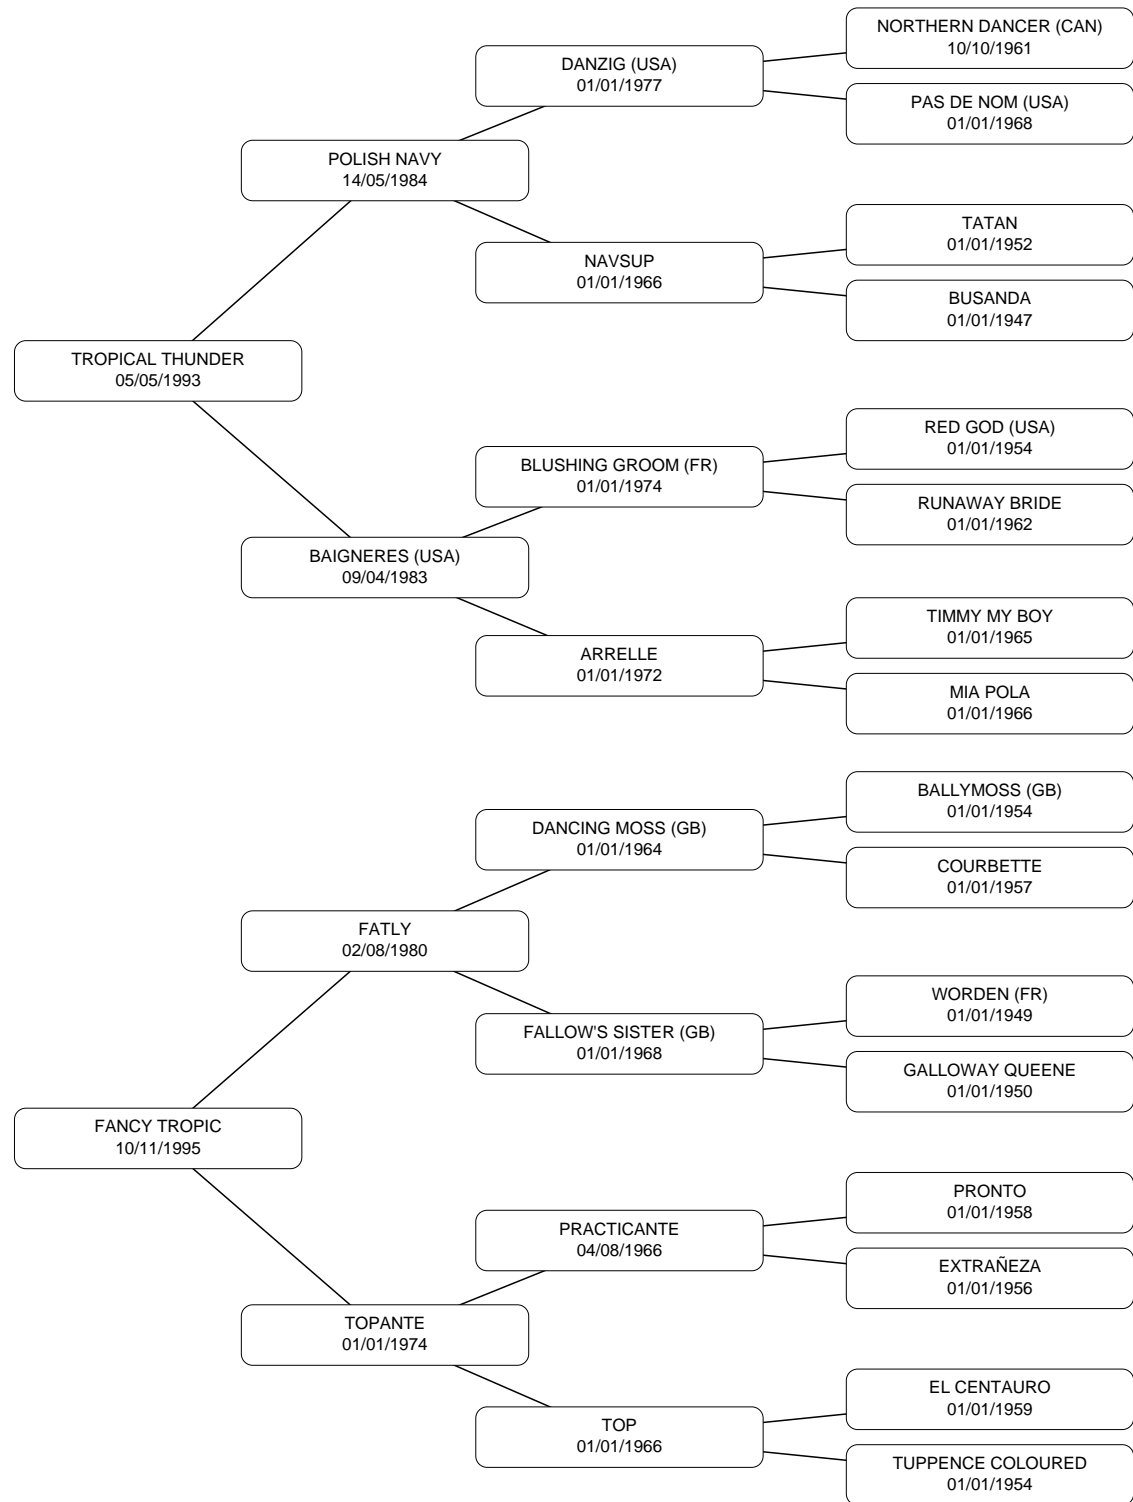 NORTHERN DANCER (CAN)
10/10/1961
DANZIG (USA)
01/01/1977
PAS DE NOM (USA)
01/01/1968
POLISH NAVY
14/05/1984
TATAN
01/01/1952
NAVSUP
01/01/1966
BUSANDA
01/01/1947
TROPICAL THUNDER
05/05/1993
RED GOD (USA)
01/01/1954
BLUSHING GROOM (FR)
01/01/1974
RUNAWAY BRIDE
01/01/1962
BAIGNERES (USA)
09/04/1983
TIMMY MY BOY
01/01/1965
ARRELLE
01/01/1972
MIA POLA
01/01/1966
BALLYMOSS (GB)
01/01/1954
DANCING MOSS (GB)
01/01/1964
COURBETTE
01/01/1957
FATLY
02/08/1980
WORDEN (FR)
01/01/1949
FALLOW'S SISTER (GB)
01/01/1968
GALLOWAY QUEENE
01/01/1950
FANCY TROPIC
10/11/1995
PRONTO
01/01/1958
PRACTICANTE
04/08/1966
EXTRAÑEZA
01/01/1956
TOPANTE
01/01/1974
EL CENTAURO
01/01/1959
TOP
01/01/1966
TUPPENCE COLOURED
01/01/1954